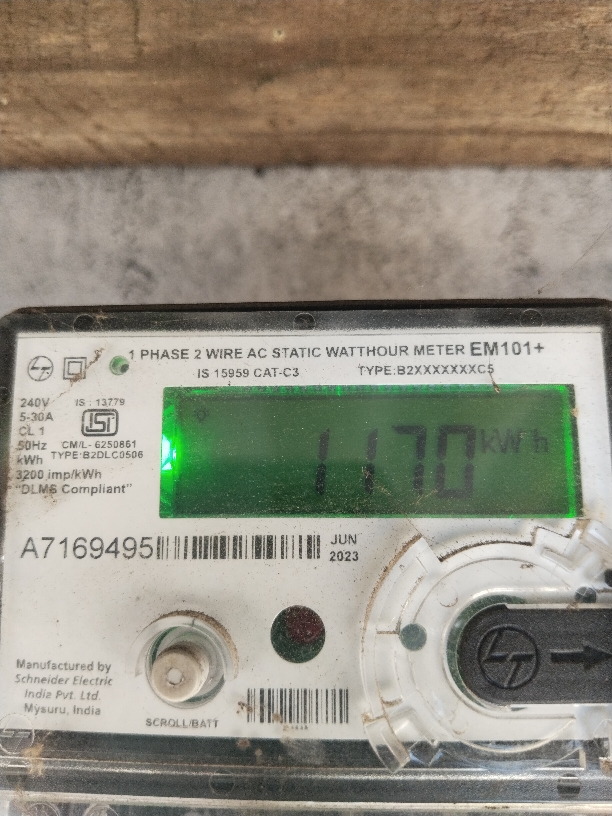 1 PHASE 2 WIRE AC STATIC WATTHOUR METER EM101+
IS 15959 CAT-C3 TYPE:B2XXXXXXXC5
240V IS : 13779
5-30A
CL 1
50Hz CM/L- 6250861
kWh TYPE:B2DLC0506
3200 imp/kWh
"DLMS Compliant"
1170 kWh
A7169495
JUN
2023
Manufactured by
Schneider Electric
India Pvt. Ltd.
Mysuru, India
SCROLL/BATT
LT